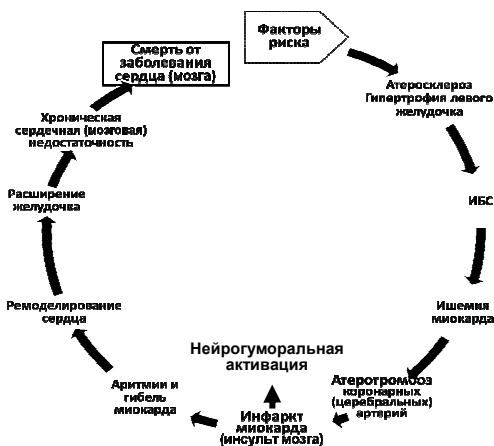 Факторы
риска
Атеросклероз
Гипертрофия левого
желудочка
ИБС
Ишемия
миокарда
Атеротромбоз
коронарных
(церебральных)
артерий
Инфаркт
миокарда
(инсульт мозга)
Нейрогуморальная
активация
Аритмии и
гибель
миокарда
Ремоделирование
сердца
Расширение
желудочка
Хроническая
сердечная (мозговая)
недостаточность
Смерть от
заболевания
сердца (мозга)